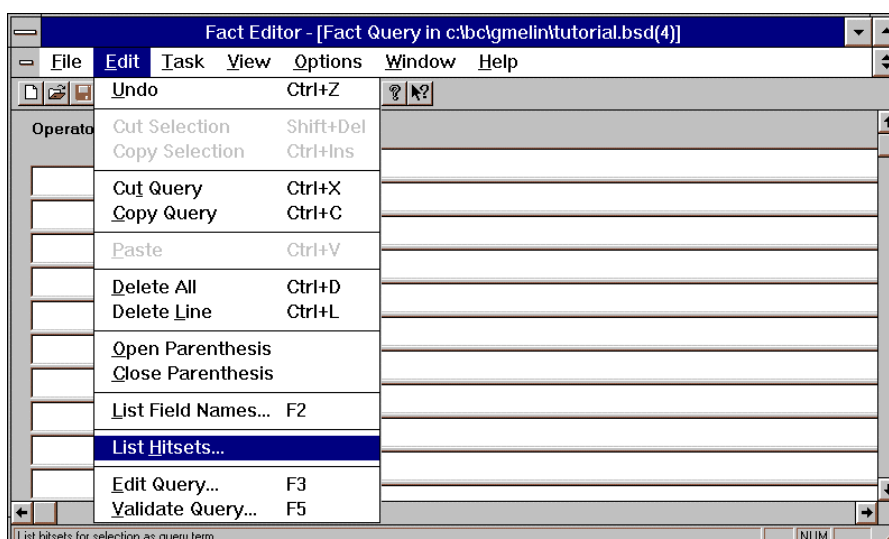 Fact Editor - [Fact Query in c:\bc\gmelin\tutorial.bsd(4)]
File Edit Task View Options Window Help
Undo Ctrl+Z
Operato
Cut Selection Shift+Del
Copy Selection Ctrl+Ins
Cut Query Ctrl+X
Copy Query Ctrl+C
Paste Ctrl+V
Delete All Ctrl+D
Delete Line Ctrl+L
Open Parenthesis
Close Parenthesis
List Field Names... F2
List Hitsets...
Edit Query... F3
Validate Query... F5
List hitsets for selection as query term
NUM